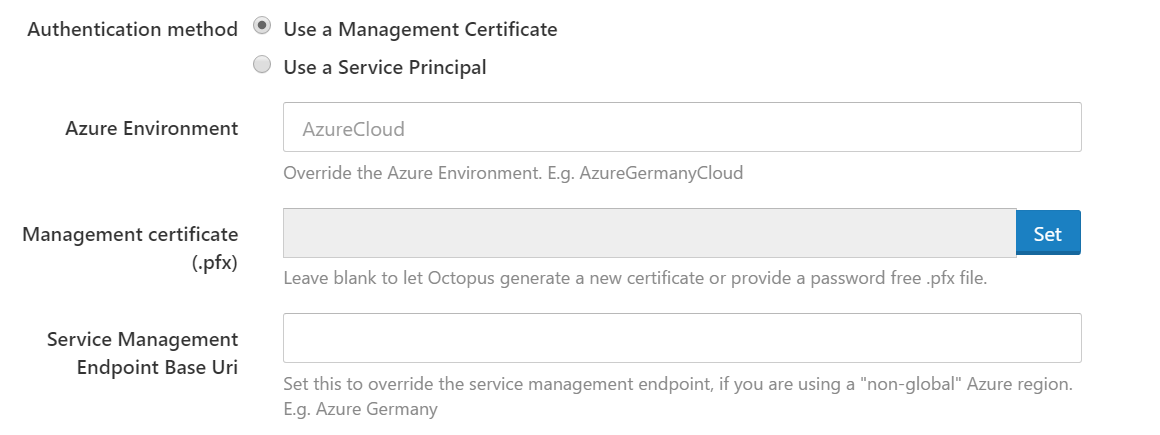 Authentication method
Use a Management Certificate
Use a Service Principal
Azure Environment
AzureCloud
Override the Azure Environment. E.g. AzureGermanyCloud
Management certificate
(.pfx)
Set
Leave blank to let Octopus generate a new certificate or provide a password free .pfx file.
Service Management
Endpoint Base Uri
Set this to override the service management endpoint, if you are using a "non-global" Azure region.
E.g. Azure Germany